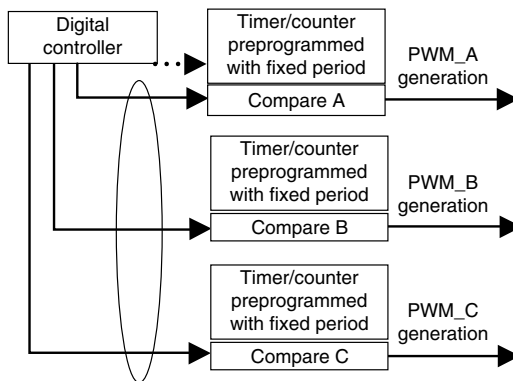 Digital
controller
Timer/counter
preprogrammed
with fixed period
Compare A
PWM_A
generation
Timer/counter
preprogrammed
with fixed period
Compare B
PWM_B
generation
Timer/counter
preprogrammed
with fixed period
Compare C
PWM_C
generation